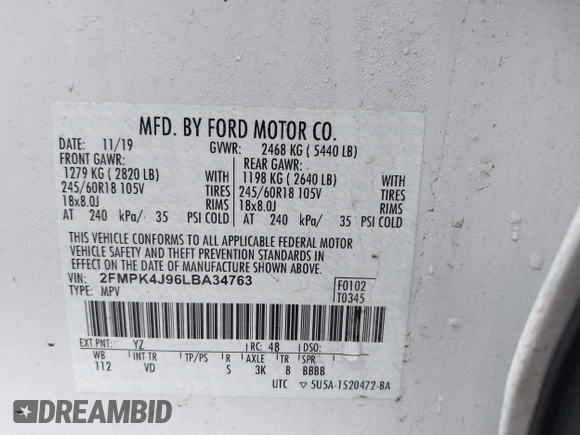 MFD. BY FORD MOTOR CO.
DATE: 11/19 GVWR: 2468 KG ( 5440 LB)
FRONT GAWR: REAR GAWR:
1279 KG ( 2820 LB) WITH 1198 KG ( 2640 LB) WITH
245/60R18 105V TIRES 245/60R18 105V TIRES
18x8.0J RIMS 18x8.0J RIMS
AT 240 kPa/ 35 PSI COLD AT 240 kPa/ 35 PSI COLD
THIS VEHICLE CONFORMS TO ALL APPLICABLE FEDERAL MOTOR
VEHICLE SAFETY AND THEFT PREVENTION STANDARDS IN
EFFECT ON THE DATE OF MANUFACTURE SHOWN ABOVE.
VIN: 2FMPK4J96LBA34763 F0102
TYPE: MPV T0345
EXT PNT: YZ RC: 48 DSO:
WB INT TR TP/PS R AXLE TR SPR
112 VD S 3K 8 BBBB
UTC ▽ 5U5A-1520472-BA
DREAMBID